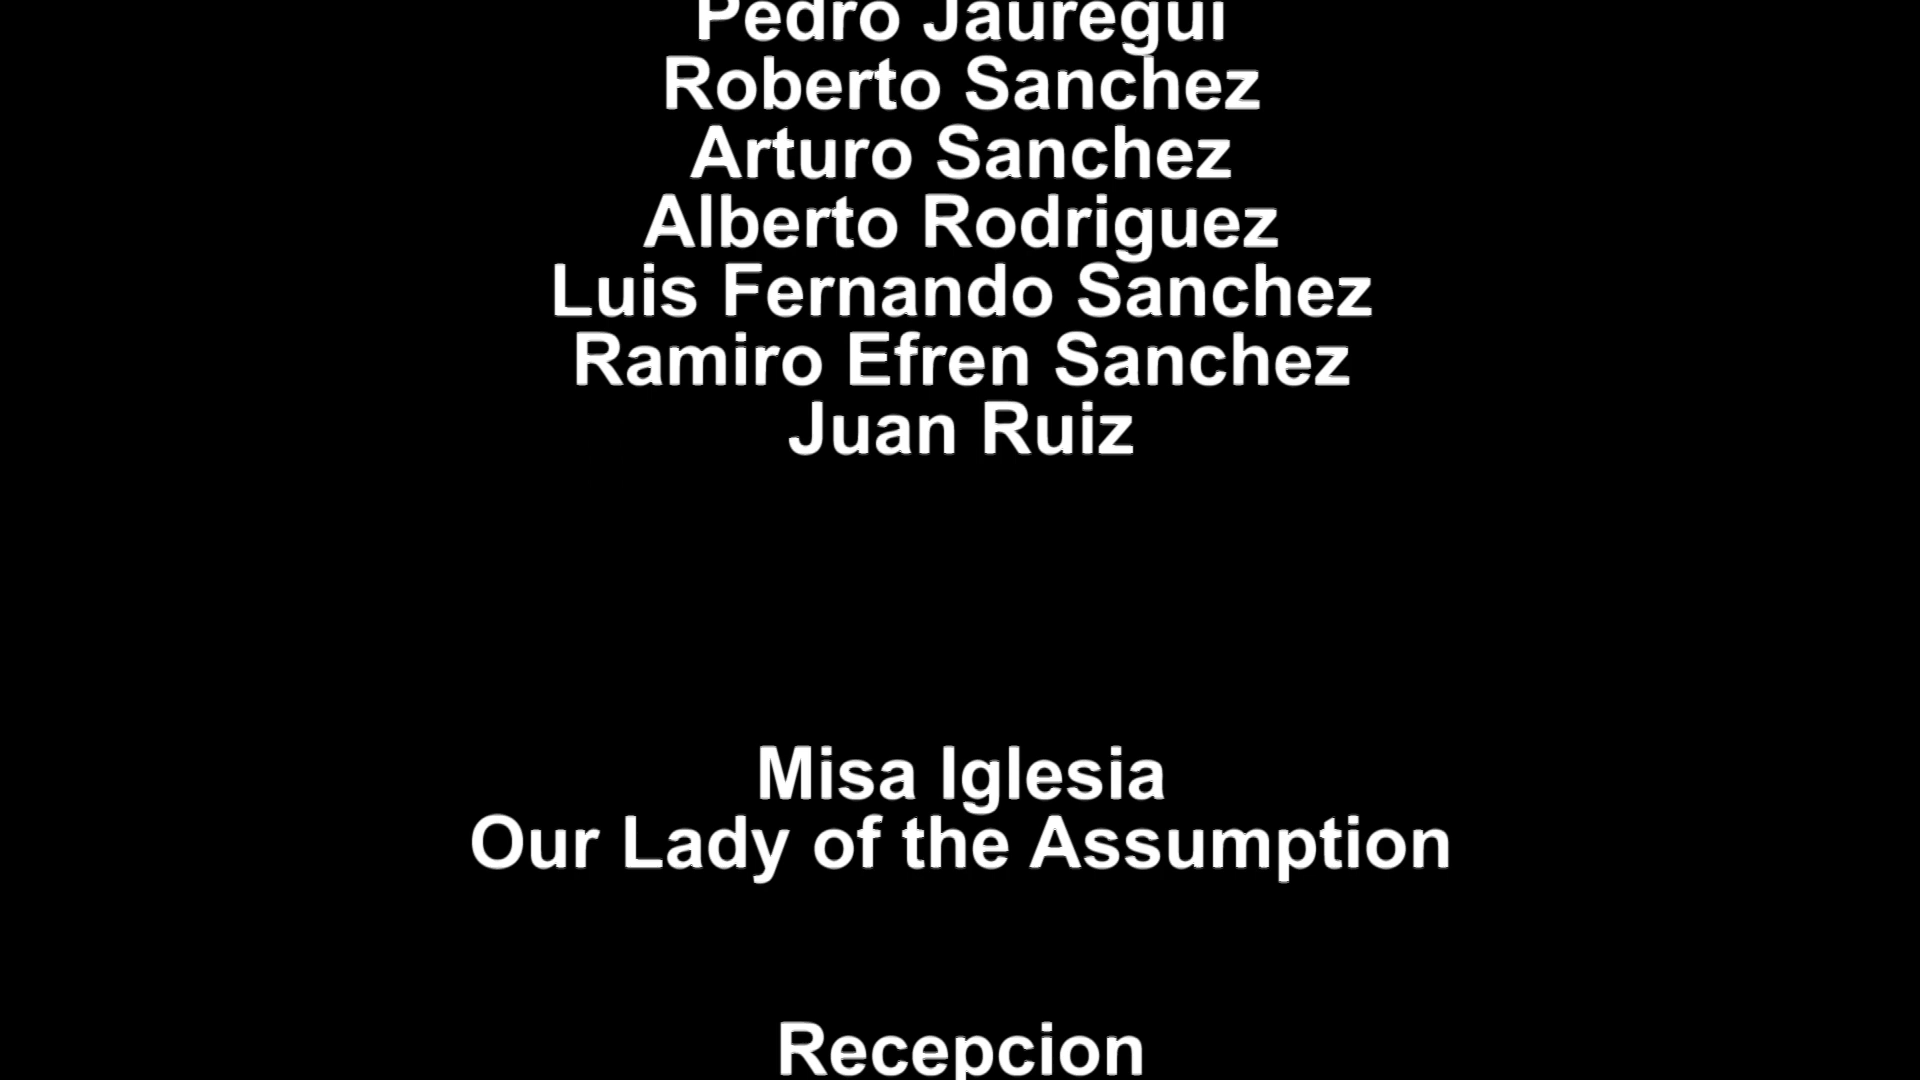 Pedro Jauregui
Roberto Sanchez
Arturo Sanchez
Alberto Rodriguez
Luis Fernando Sanchez
Ramiro Efren Sanchez
Juan Ruiz
Misa Iglesia
Our Lady of the Assumption
Recepcion